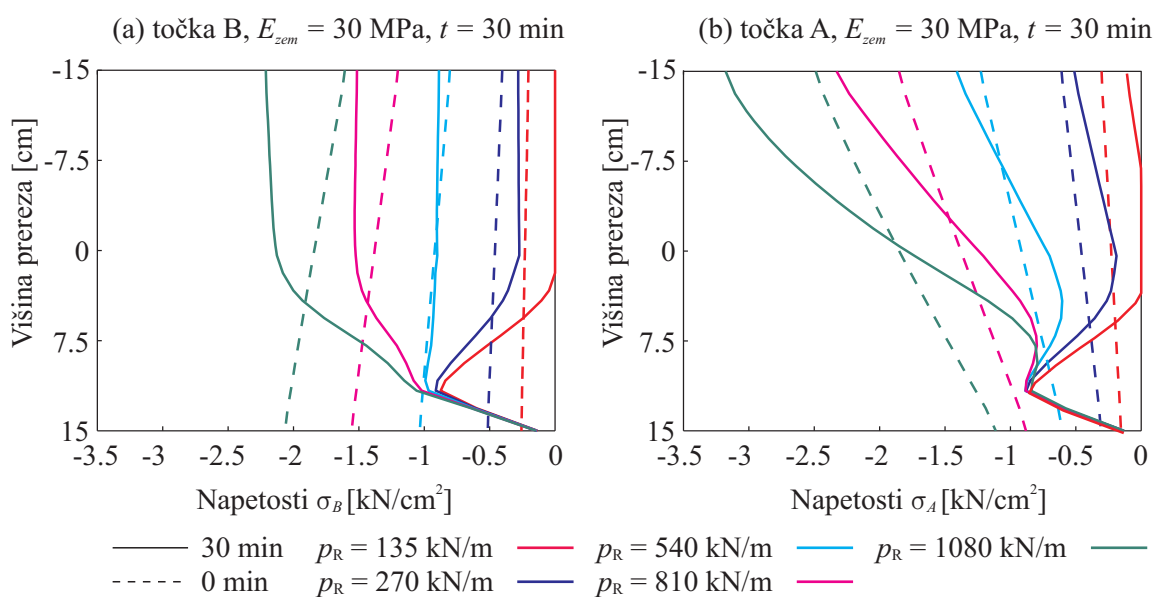 (a) točka B, E_zem = 30 MPa, t = 30 min
(b) točka A, E_zem = 30 MPa, t = 30 min
Višina prereza [cm]
-15
-7.5
0
7.5
15
-3.5 -3 -2.5 -2 -1.5 -1 -0.5 0
Napetosti σ_B [kN/cm²]
Višina prereza [cm]
-15
-7.5
0
7.5
15
-3.5 -3 -2.5 -2 -1.5 -1 -0.5 0
Napetosti σ_A [kN/cm²]
30 min p_R = 135 kN/m p_R = 540 kN/m p_R = 1080 kN/m
0 min p_R = 270 kN/m p_R = 810 kN/m